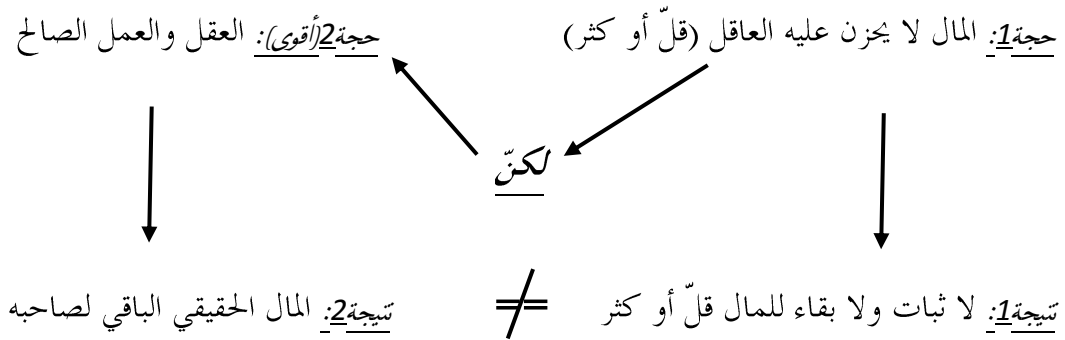 حجة1: المال لا يحزن عليه العاقل (قلّ أو كثر)
حجة2(أقوى): العقل والعمل الصالح
لكنّ
نتيجة1: لا ثبات ولا بقاء للمال قلّ أو كثر
≠
نتيجة2: المال الحقيقي الباقي لصاحبه